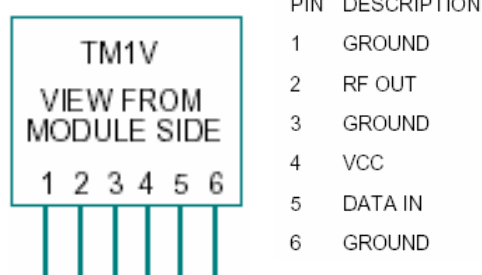 TM1V
VIEW FROM
MODULE SIDE
1 2 3 4 5 6
PIN DESCRIPTION
1 GROUND
2 RF OUT
3 GROUND
4 VCC
5 DATA IN
6 GROUND